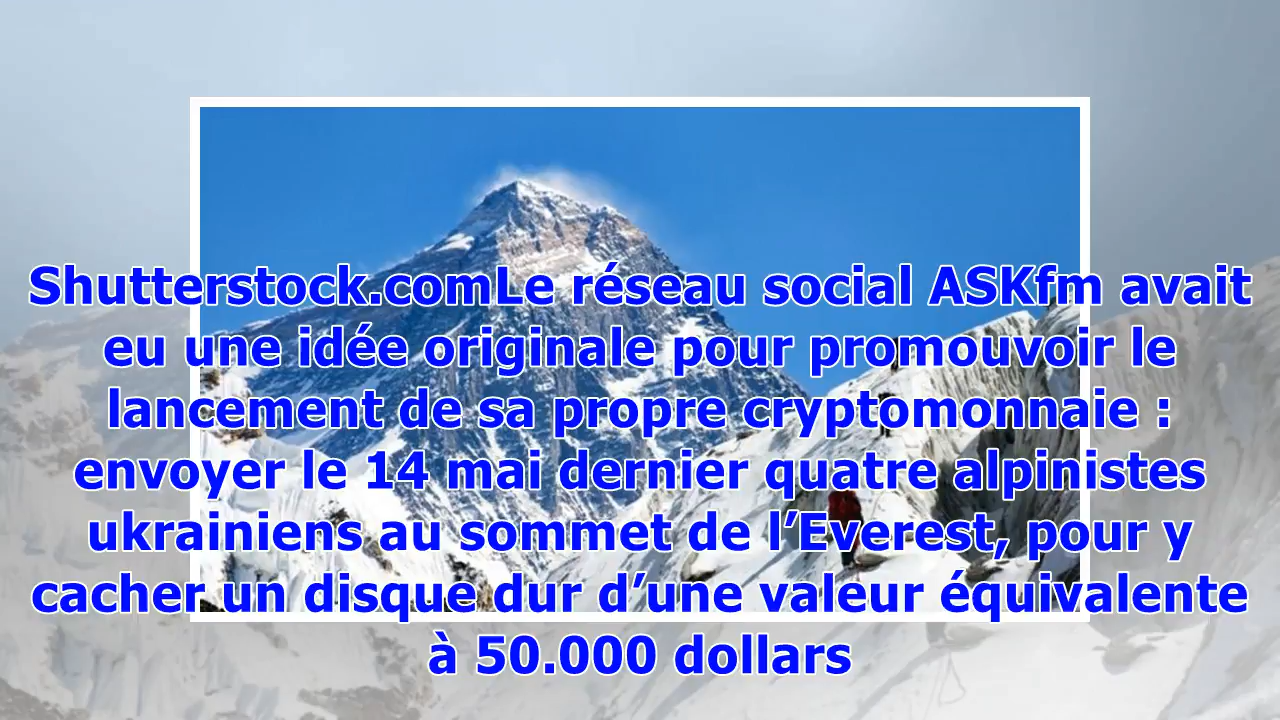 Shutterstock.comLe réseau social ASKfm avait
eu une idée originale pour promouvoir le
lancement de sa propre cryptomonnaie :
envoyer le 14 mai dernier quatre alpinistes
ukrainiens au sommet de l’Everest, pour y
cacher un disque dur d’une valeur équivalente
à 50.000 dollars